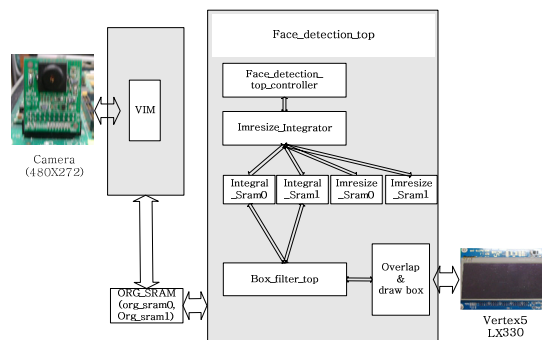 Face_detection_top
Face_detection_
top_controller
VIM
Imresize_Integrator
Camera
(480X272)
Integral
_Sram0
Integral
_Sram1
Imresize
_Sram0
Imresize
_Sram1
Box_filter_top
Overlap
&
draw box
ORG_SRAM
(org_sram0,
Org_sram1)
Vertex5
LX330